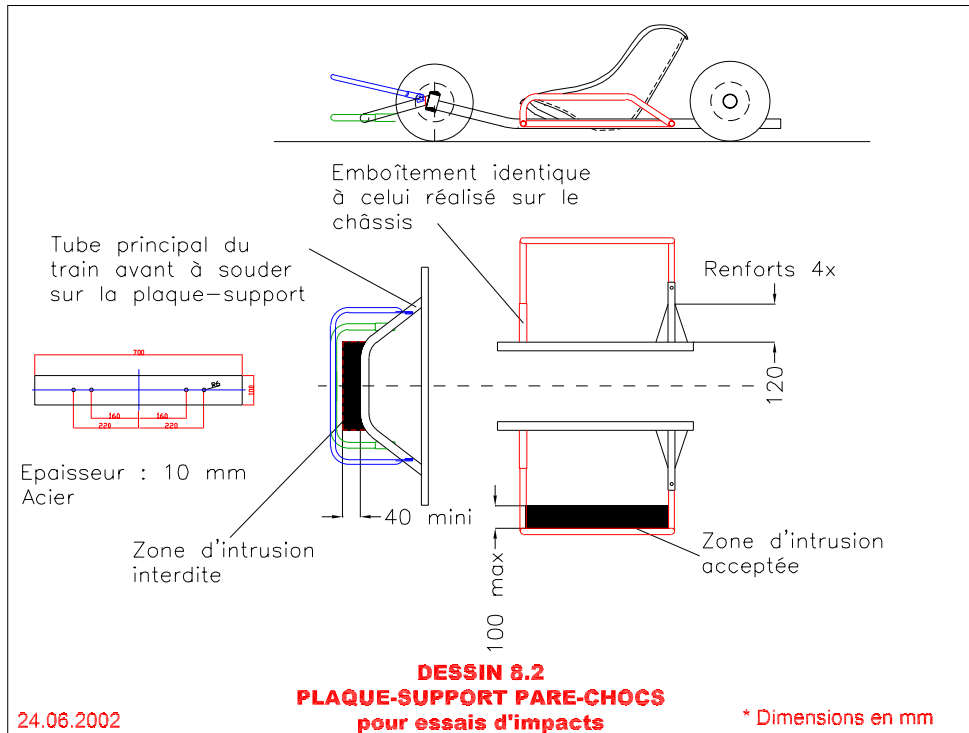 Emboîtement identique
à celui réalisé sur le
châssis
Tube principal du
train avant à souder
sur la plaque-support
Renforts 4x
700
100
R6
160
160
220
220
120
Epaisseur : 10 mm
Acier
40 mini
Zone d'intrusion
interdite
100 max
Zone d'intrusion
acceptée
DESSIN 8.2
PLAQUE-SUPPORT PARE-CHOCS
pour essais d'impacts
24.06.2002
* Dimensions en mm